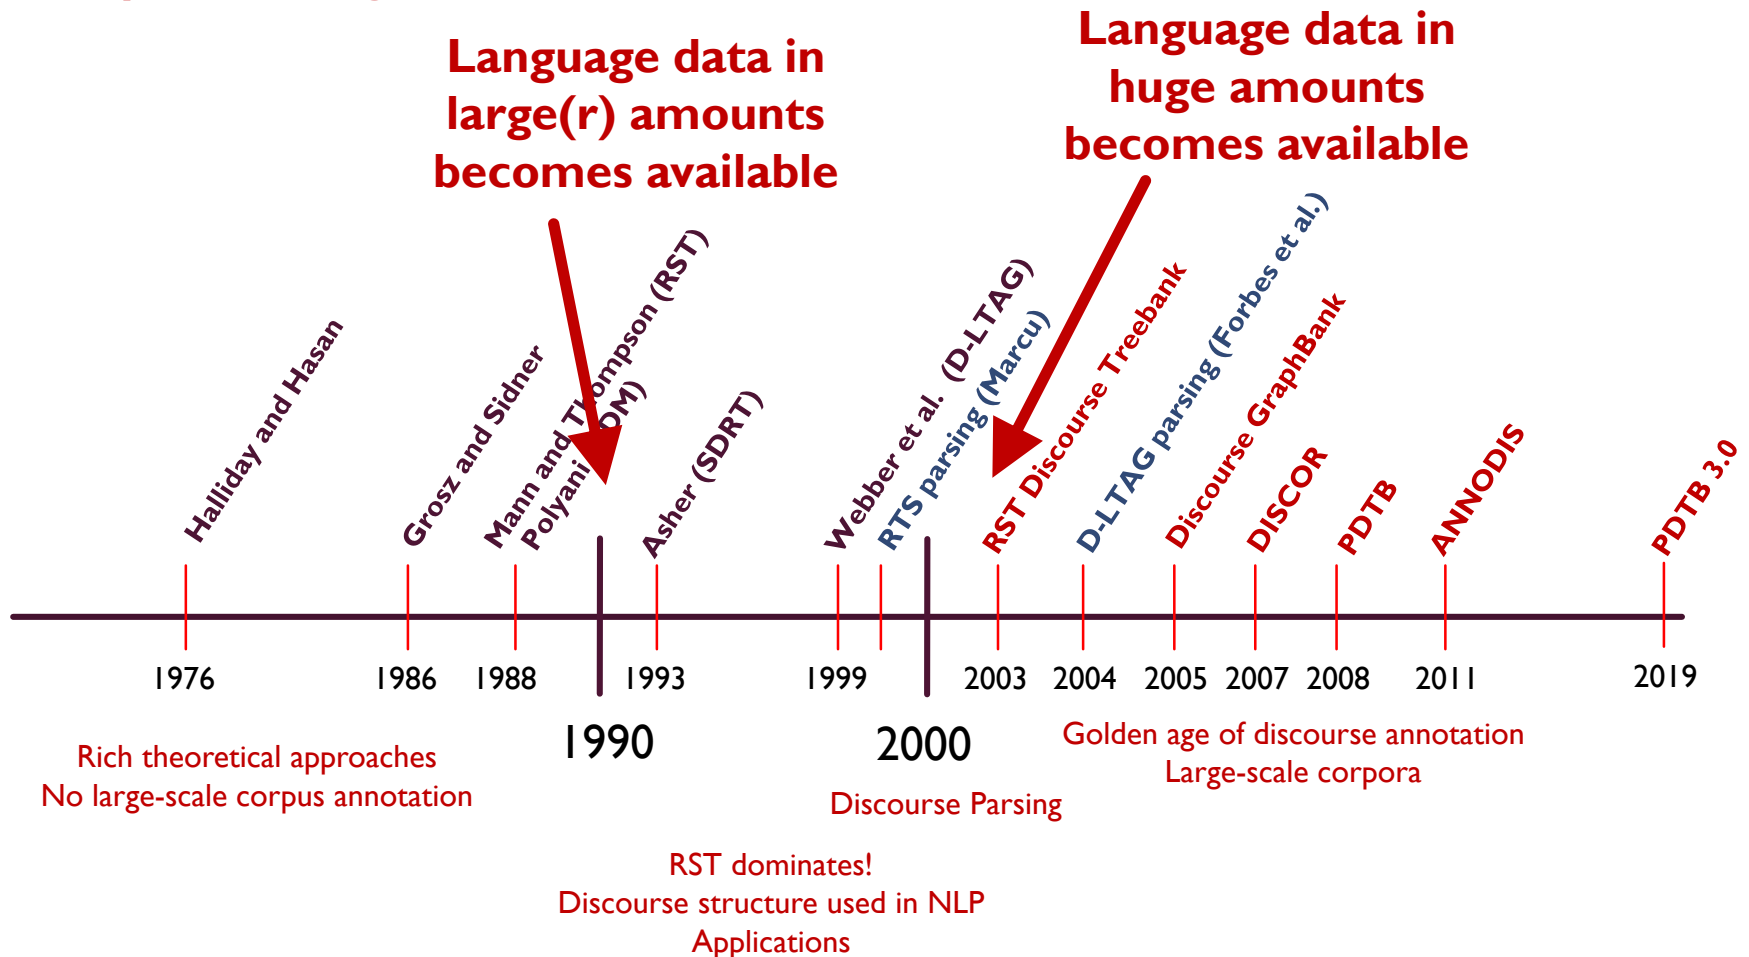 Language data in
large(r) amounts
becomes available
Language data in
huge amounts
becomes available
Halliday and Hasan
Grosz and Sidner
Mann and Thompson (RST)
Polyani DM)
Asher (SDRT)
Webber et al. (D-LTAG)
RTS parsing (Marcu)
RST Discourse Treebank
D-LTAG parsing (Forbes et al.)
Discourse GraphBank
DISCOR
PDTB
ANNODIS
PDTB 3.0
1976
1986
1988
1993
1999
2003
2004
2005
2007
2008
2011
2019
1990
2000
Rich theoretical approaches
No large-scale corpus annotation
Golden age of discourse annotation
Large-scale corpora
Discourse Parsing
RST dominates!
Discourse structure used in NLP
Applications